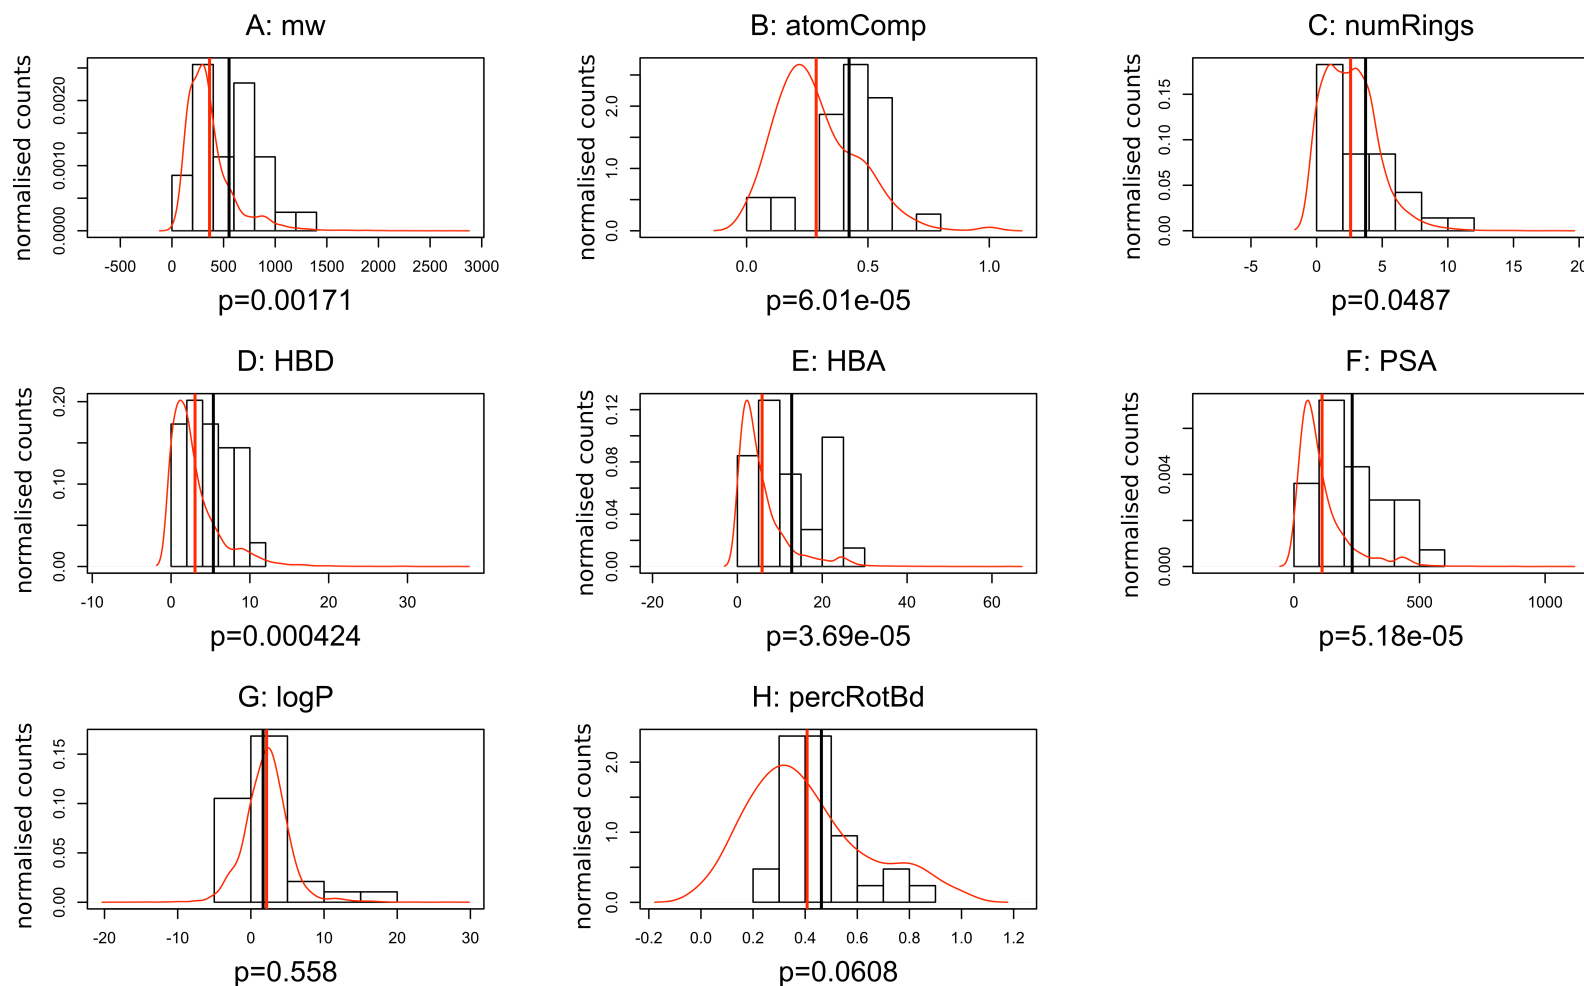 A: mw
normalised counts
0.0000 0.0010 0.0020
-500 0 500 1000 1500 2000 2500 3000
p=0.00171
B: atomComp
normalised counts
0.0 1.0 2.0
0.0 0.5 1.0
p=6.01e-05
C: numRings
normalised counts
0.00 0.05 0.10 0.15
-5 0 5 10 15 20
p=0.0487
D: HBD
normalised counts
0.00 0.10 0.20
-10 0 10 20 30
p=0.000424
E: HBA
normalised counts
0.00 0.04 0.08 0.12
-20 0 20 40 60
p=3.69e-05
F: PSA
normalised counts
0.000 0.004
0 500 1000
p=5.18e-05
G: logP
normalised counts
0.00 0.05 0.10 0.15
-20 -10 0 10 20 30
p=0.558
H: percRotBd
normalised counts
0.0 1.0 2.0
-0.2 0.0 0.2 0.4 0.6 0.8 1.0 1.2
p=0.0608